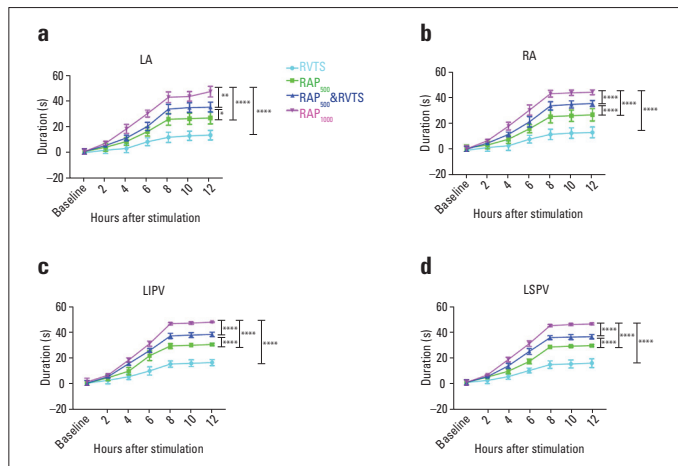 a
LA
60
40
20
0
−20
Duration (s)
Baseline
2
4
6
8
10
12
Hours after stimulation
**
*
****
****
RVTS
RAP500
RAP500&RVTS
RAP1000
b
RA
60
40
20
0
−20
Duration (s)
Baseline
2
4
6
8
10
12
Hours after stimulation
****
****
****
****
c
LIPV
60
40
20
0
−20
Duration (s)
Baseline
2
4
6
8
10
12
Hours after stimulation
****
****
****
****
d
LSPV
60
40
20
0
−20
Duration (s)
Baseline
2
4
6
8
10
12
Hours after stimulation
****
****
****
****